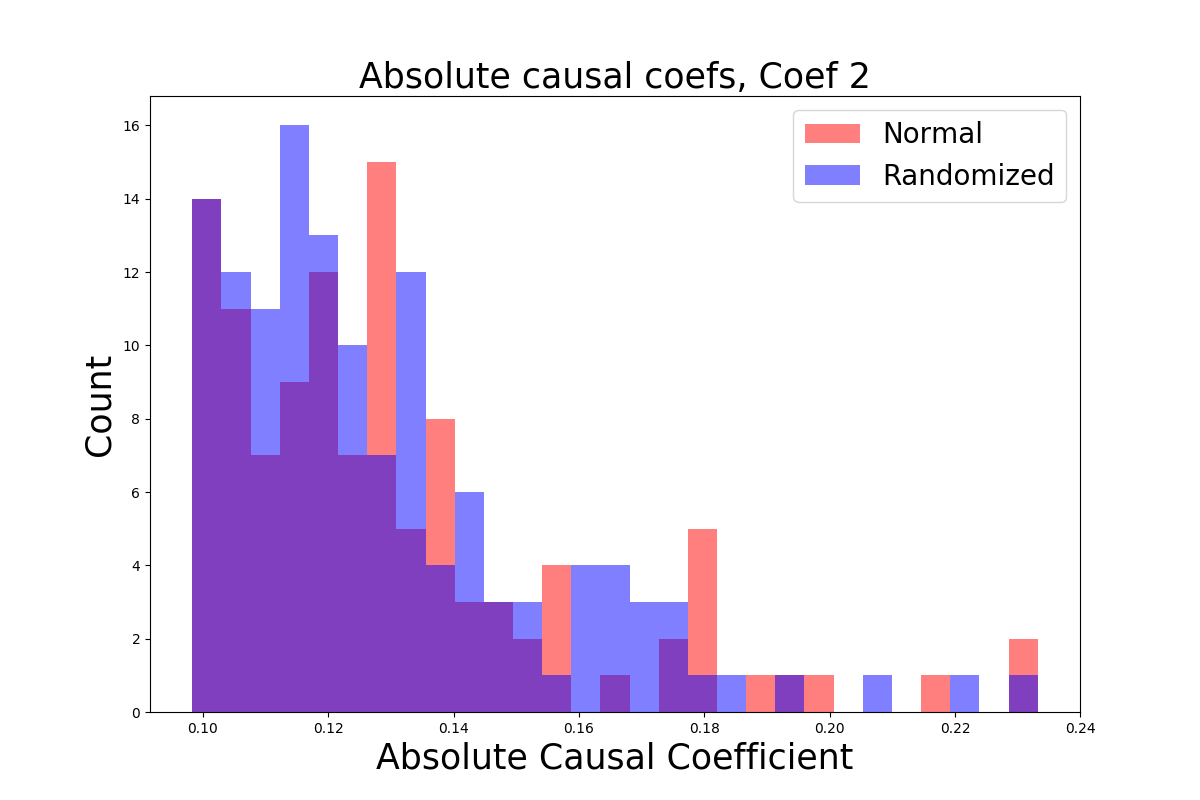 Absolute causal coefs, Coef 2
Normal
Randomized
16
14
12
10
8
6
4
2
0
Count
0.10 0.12 0.14 0.16 0.18 0.20 0.22 0.24
Absolute Causal Coefficient